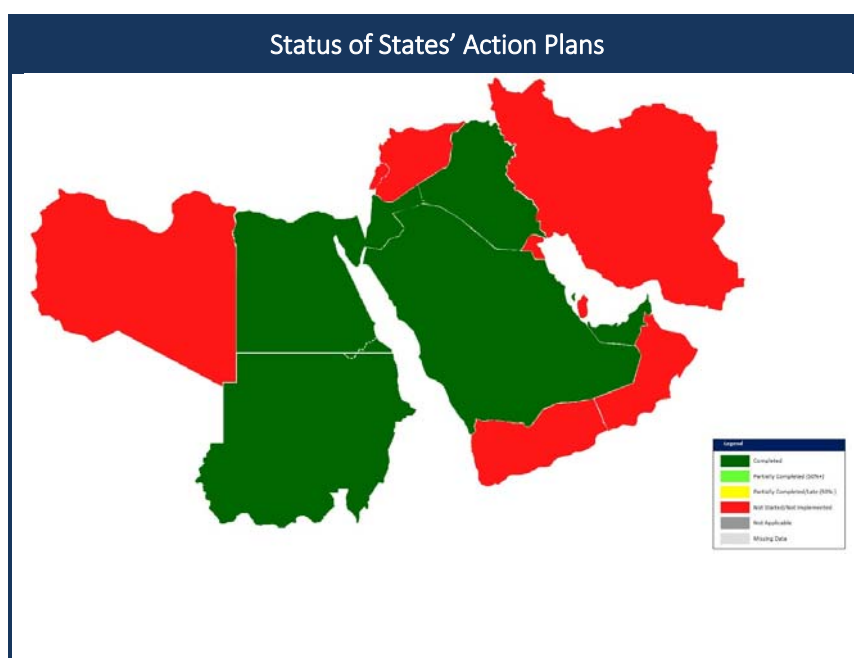 Status of States’ Action Plans
Legend
Completed
Partially Completed (50%+)
Partially Completed/Late (50%-)
Not Started/Not Implemented
Not Applicable
Missing Data